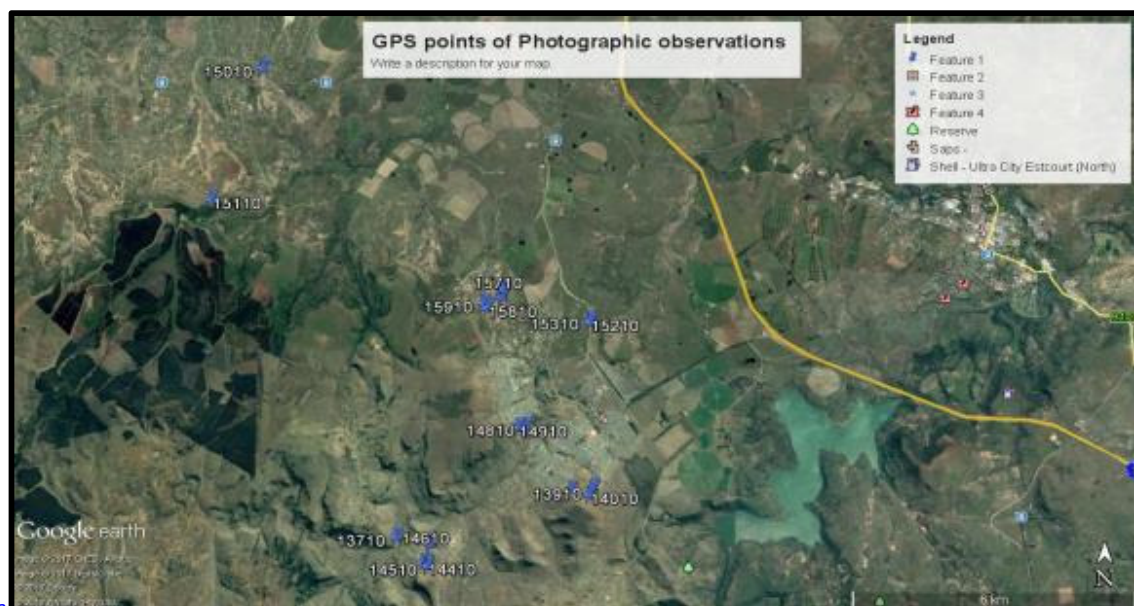 GPS points of Photographic observations
Write a description for your map.
Legend
Feature 1
Feature 2
Feature 3
Feature 4
Reserve
Saps -
Shell - Ultra City Estcourt (North)
15010
15110
15710
15910
15810
15310
15210
14810
14910
13910
14010
13710
14610
14510
14410
Google earth
N
6 km